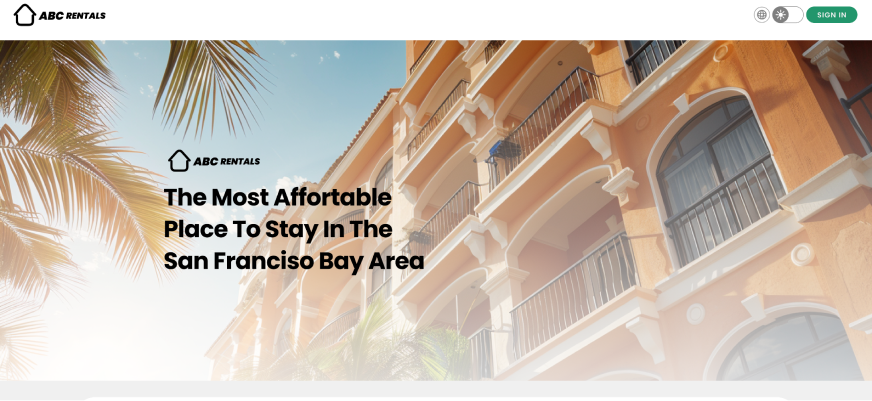 ABC RENTALS
SIGN IN
ABC RENTALS
The Most Affortable
Place To Stay In The
San Franciso Bay Area